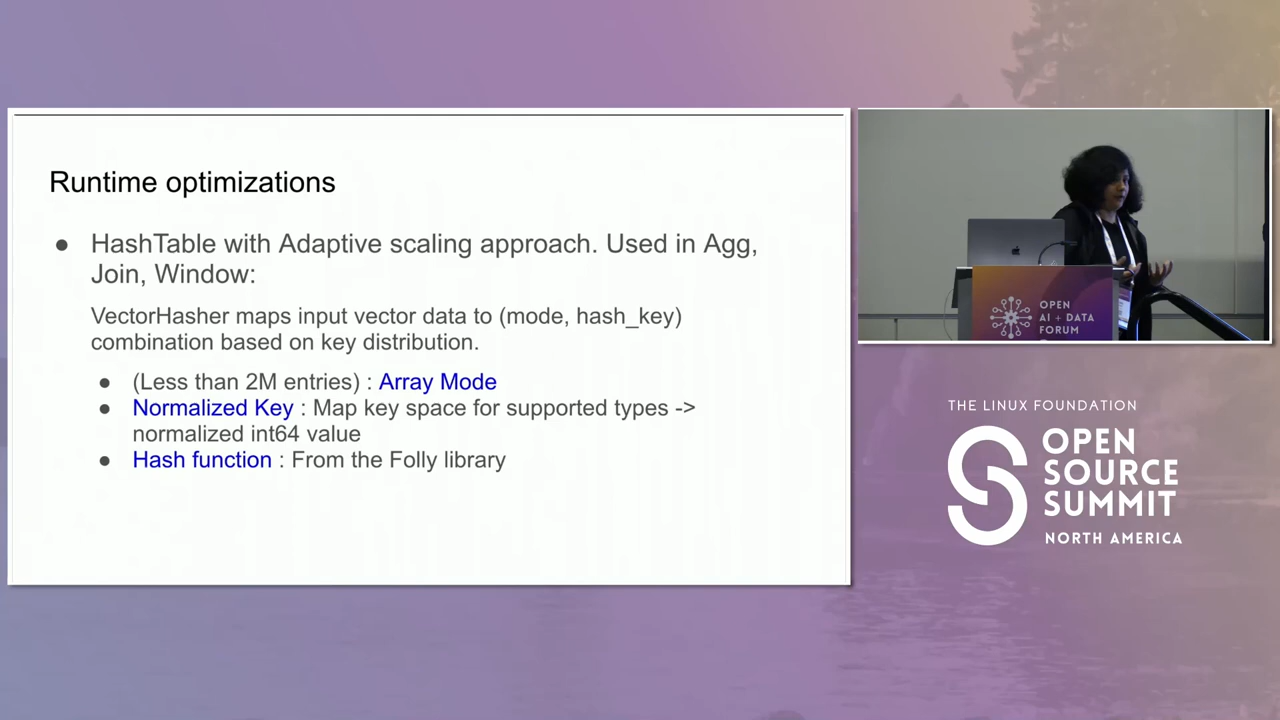 Runtime optimizations
● HashTable with Adaptive scaling approach. Used in Agg,
Join, Window:
VectorHasher maps input vector data to (mode, hash_key)
combination based on key distribution.
● (Less than 2M entries) : Array Mode
● Normalized Key : Map key space for supported types ->
normalized int64 value
● Hash function : From the Folly library
OPEN
AI + DATA
FORUM
THE LINUX FOUNDATION
OPEN
SOURCE
SUMMIT
NORTH AMERICA